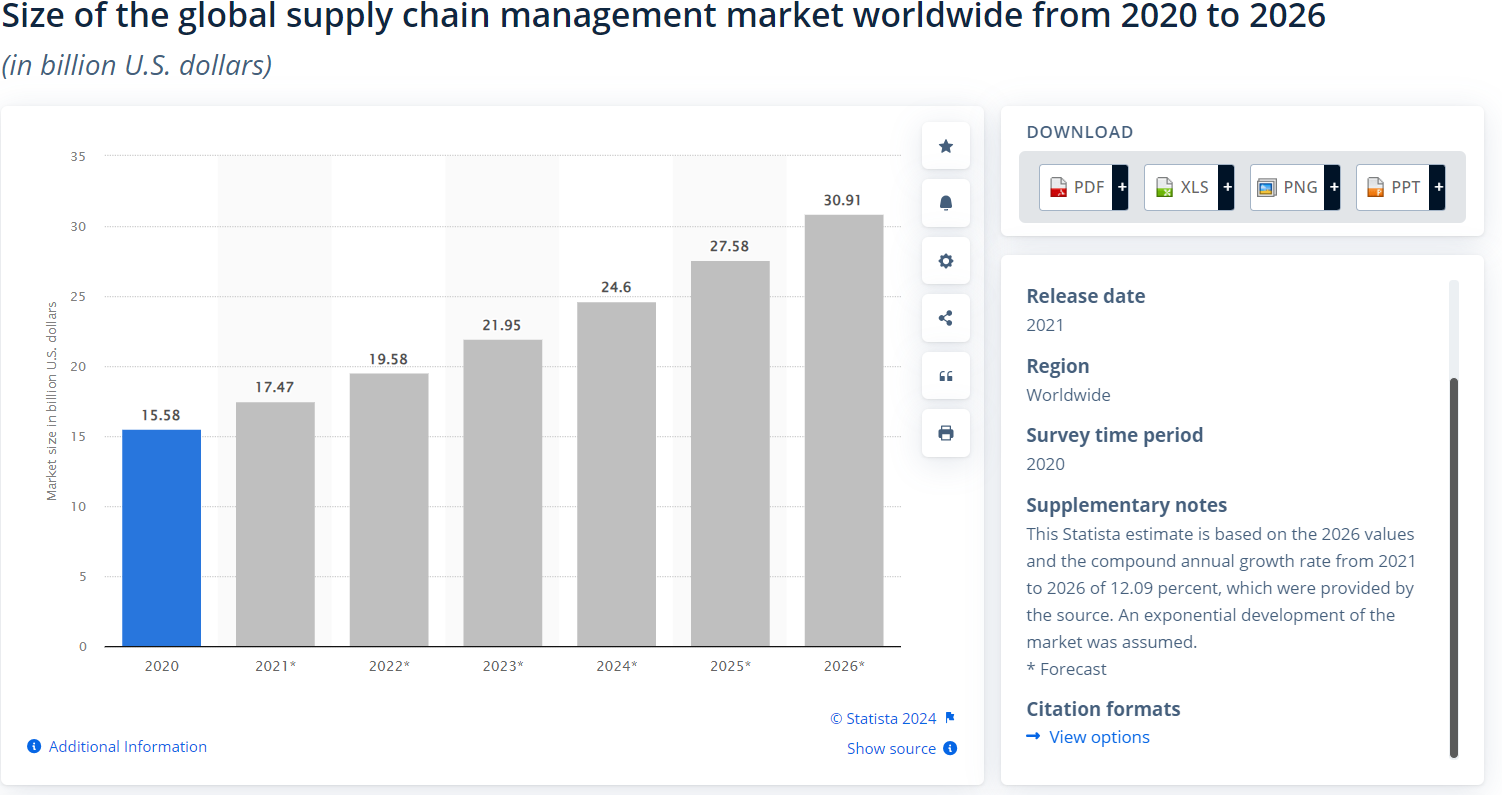 Size of the global supply chain management market worldwide from 2020 to 2026
(in billion U.S. dollars)
Market size in billion U.S. dollars
35
30
25
20
15
10
5
0
15.58
17.47
19.58
21.95
24.6
27.58
30.91
2020
2021*
2022*
2023*
2024*
2025*
2026*
© Statista 2024
Additional Information
Show source
DOWNLOAD
PDF +
XLS +
PNG +
PPT +
Release date
2021
Region
Worldwide
Survey time period
2020
Supplementary notes
This Statista estimate is based on the 2026 values
and the compound annual growth rate from 2021
to 2026 of 12.09 percent, which were provided by
the source. An exponential development of the
market was assumed.
* Forecast
Citation formats
View options